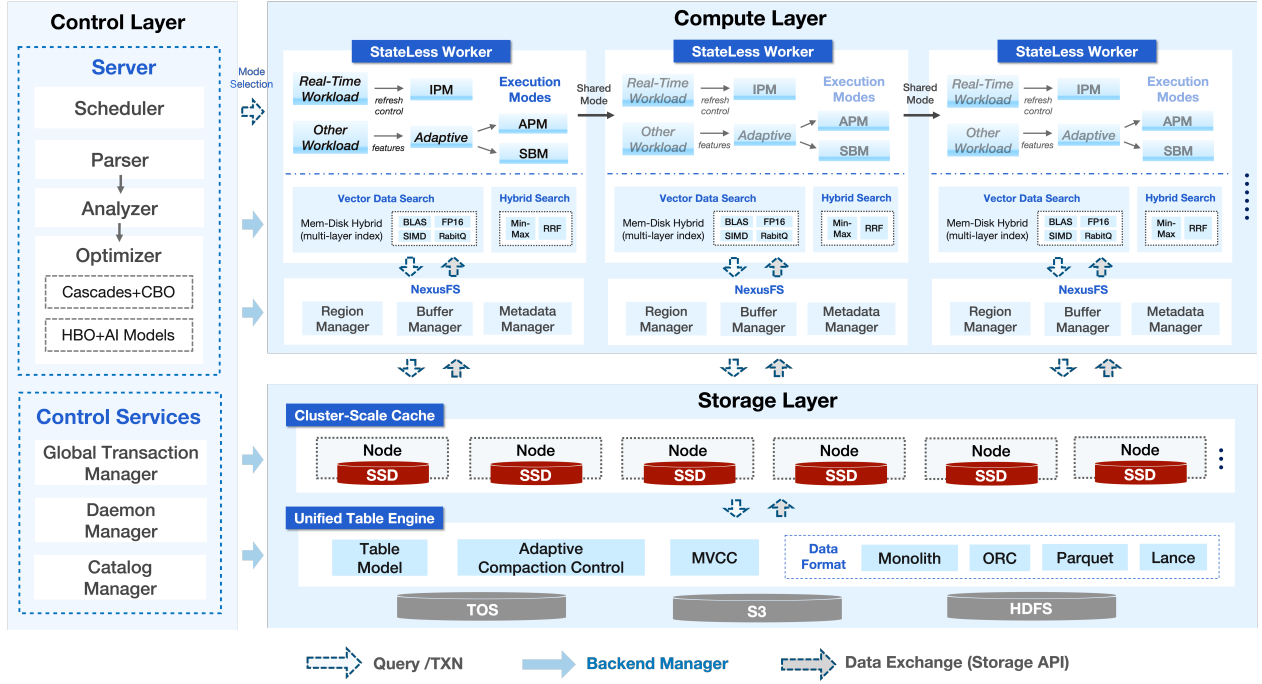 Control Layer
Server
Scheduler
Parser
Analyzer
Optimizer
Cascades+CBO
HBO+AI Models
Control Services
Global Transaction
Manager
Daemon
Manager
Catalog
Manager
Mode
Selection
Compute Layer
StateLess Worker
Real-Time
Workload
refresh
control
IPM
Execution
Modes
Other
Workload
features
Adaptive
APM
SBM
Vector Data Search
Mem-Disk Hybrid
(multi-layer index)
BLAS
FP16
SIMD
RabitQ
Hybrid Search
Min-
Max
RRF
NexusFS
Region
Manager
Buffer
Manager
Metadata
Manager
Shared
Mode
StateLess Worker
Real-Time
Workload
refresh
control
IPM
Execution
Modes
Other
Workload
features
Adaptive
APM
SBM
Vector Data Search
Mem-Disk Hybrid
(multi-layer index)
BLAS
FP16
SIMD
RabitQ
Hybrid Search
Min-
Max
RRF
NexusFS
Region
Manager
Buffer
Manager
Metadata
Manager
Shared
Mode
StateLess Worker
Real-Time
Workload
refresh
control
IPM
Execution
Modes
Other
Workload
features
Adaptive
APM
SBM
Vector Data Search
Mem-Disk Hybrid
(multi-layer index)
BLAS
FP16
SIMD
RabitQ
Hybrid Search
Min-
Max
RRF
NexusFS
Region
Manager
Buffer
Manager
Metadata
Manager
Storage Layer
Cluster-Scale Cache
Node
SSD
Node
SSD
Node
SSD
Node
SSD
Node
SSD
Node
SSD
Unified Table Engine
Table
Model
Adaptive
Compaction Control
MVCC
Data
Format
Monolith
ORC
Parquet
Lance
TOS
S3
HDFS
Query /TXN
Backend Manager
Data Exchange (Storage API)